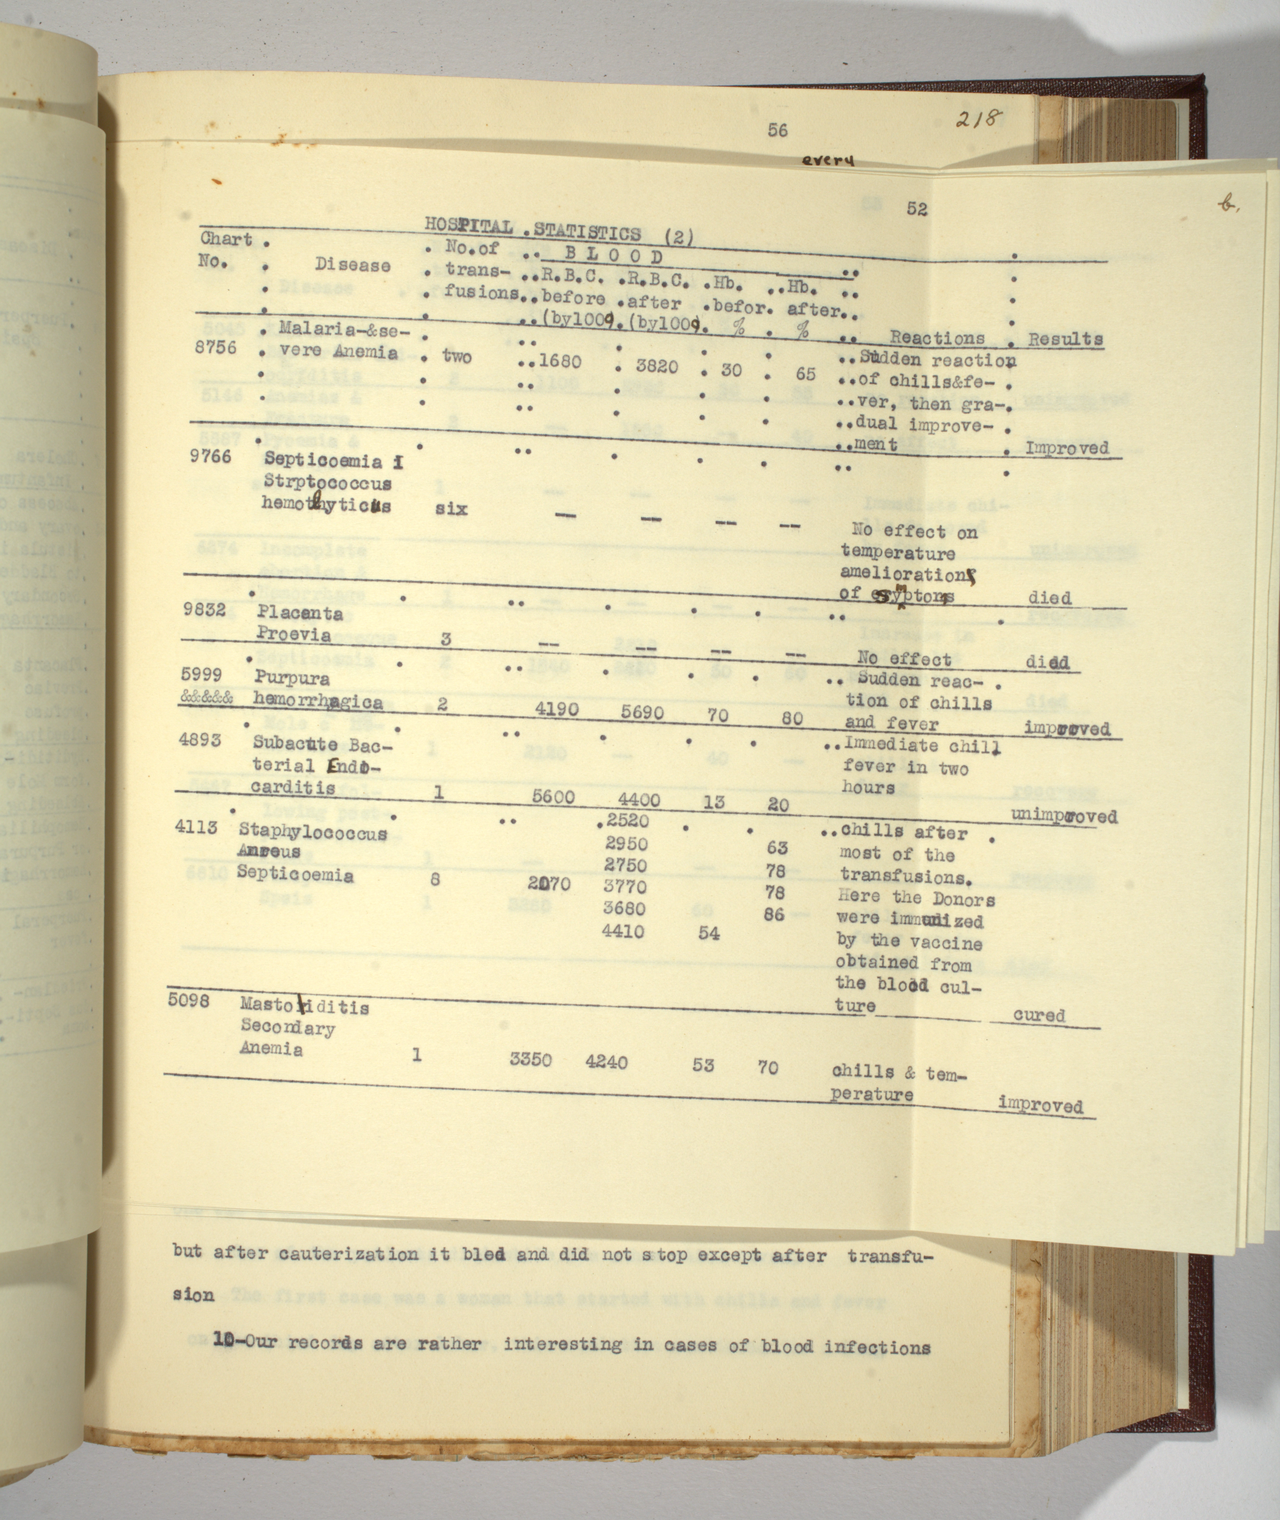 56
218
every
52
b.
HOSPITAL STATISTICS (2)
Chart No. Disease No. of transfusions B L O O D R.B.C. before (by1000) R.B.C. after (by1000) Hb. befor. % Hb. after % Reactions Results
Malaria-&se-
8756 vere Anemia two 1680 3820 30 65 Sudden reaction
of chills&fe-
ver, then gra-
dual improve-
ment Improved
9766 Septicoemia
Strptococcus
hemolyticus six -- -- -- --
No effect on
temperature
amelioration
of symptoms died
9832 Placenta
Proevia 3 -- -- -- -- No effect died
5999 Purpura Sudden reac-
&&&&& hemorrhagica 2 4190 5690 70 80 tion of chills
and fever improved
4893 Subacute Bac- Immediate chill
terial Endo- fever in two
carditis 1 5600 4400 13 20 hours
unimproved
4113 Staphylococcus 2520 chills after
Anreus 2950 63 most of the
Septicoemia 8 2070 2750 78 transfusions.
3770 78 Here the Donors
3680 86 were immunized
4410 54 by the vaccine
obtained from
the blood cul-
ture cured
5098 Mastoiditis
Secondary
Anemia 1 3350 4240 53 70 chills & tem-
perature improved
but after cauterization it bled and did not stop except after transfu-
sion
10-Our records are rather interesting in cases of blood infections